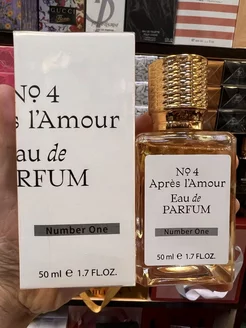 GUCCI
№ 4
s l'Amour
Eau de
PARFUM
Number One
50 ml e 1.7 FL.OZ.
№ 4
Après l'Amour
Eau de
PARFUM
Number One
50 ml e 1.7 FL.OZ.